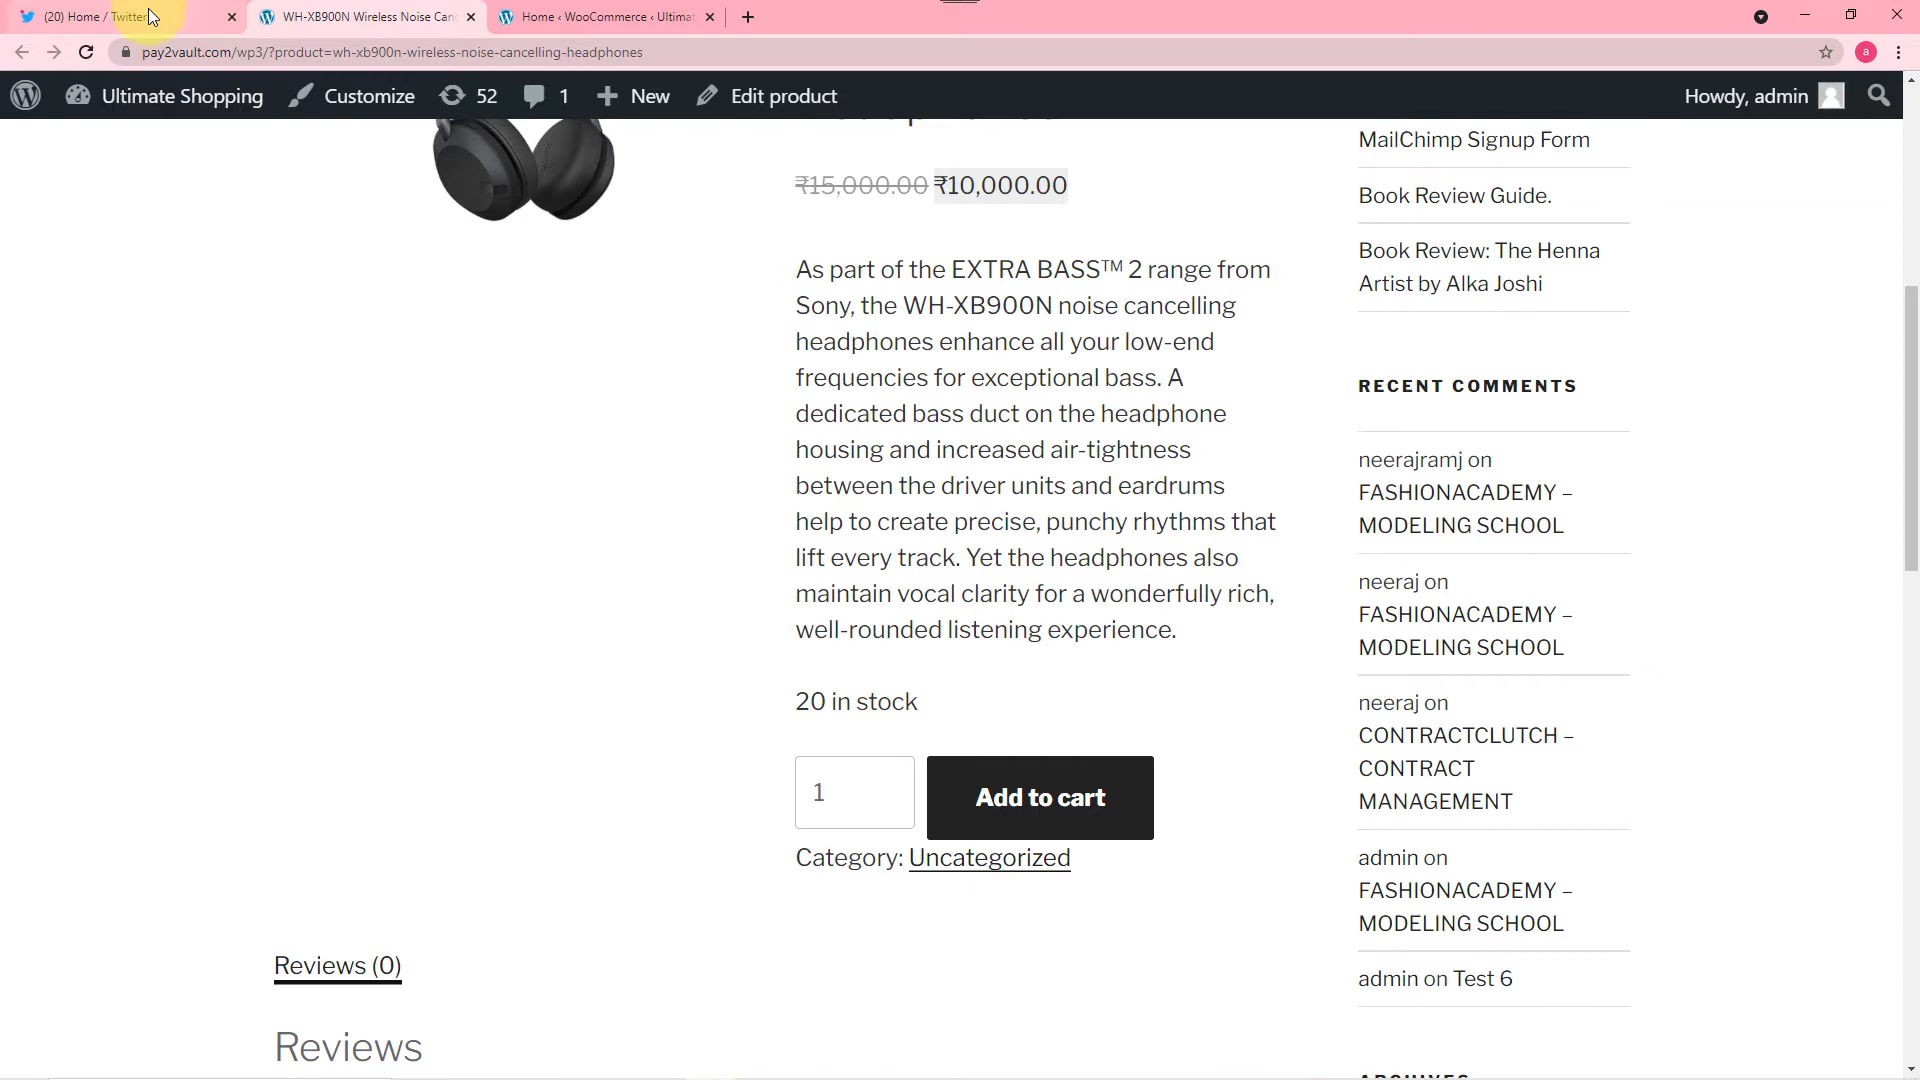 (20) Home / Twitter
WH-XB900N Wireless Noise Canc
Home ‹ WooCommerce ‹ Ultimat
pay2vault.com/wp3/?product=wh-xb900n-wireless-noise-cancelling-headphones
a
Ultimate Shopping
Customize
52
1
New
Edit product
Howdy, admin
₹15,000.00 ₹10,000.00
As part of the EXTRA BASS™ 2 range from
Sony, the WH-XB900N noise cancelling
headphones enhance all your low-end
frequencies for exceptional bass. A
dedicated bass duct on the headphone
housing and increased air-tightness
between the driver units and eardrums
help to create precise, punchy rhythms that
lift every track. Yet the headphones also
maintain vocal clarity for a wonderfully rich,
well-rounded listening experience.
20 in stock
1
Add to cart
Category: Uncategorized
Reviews (0)
Reviews
MailChimp Signup Form
Book Review Guide.
Book Review: The Henna
Artist by Alka Joshi
RECENT COMMENTS
neerajramj on
FASHIONACADEMY –
MODELING SCHOOL
neeraj on
FASHIONACADEMY –
MODELING SCHOOL
neeraj on
CONTRACTCLUTCH –
CONTRACT
MANAGEMENT
admin on
FASHIONACADEMY –
MODELING SCHOOL
admin on Test 6